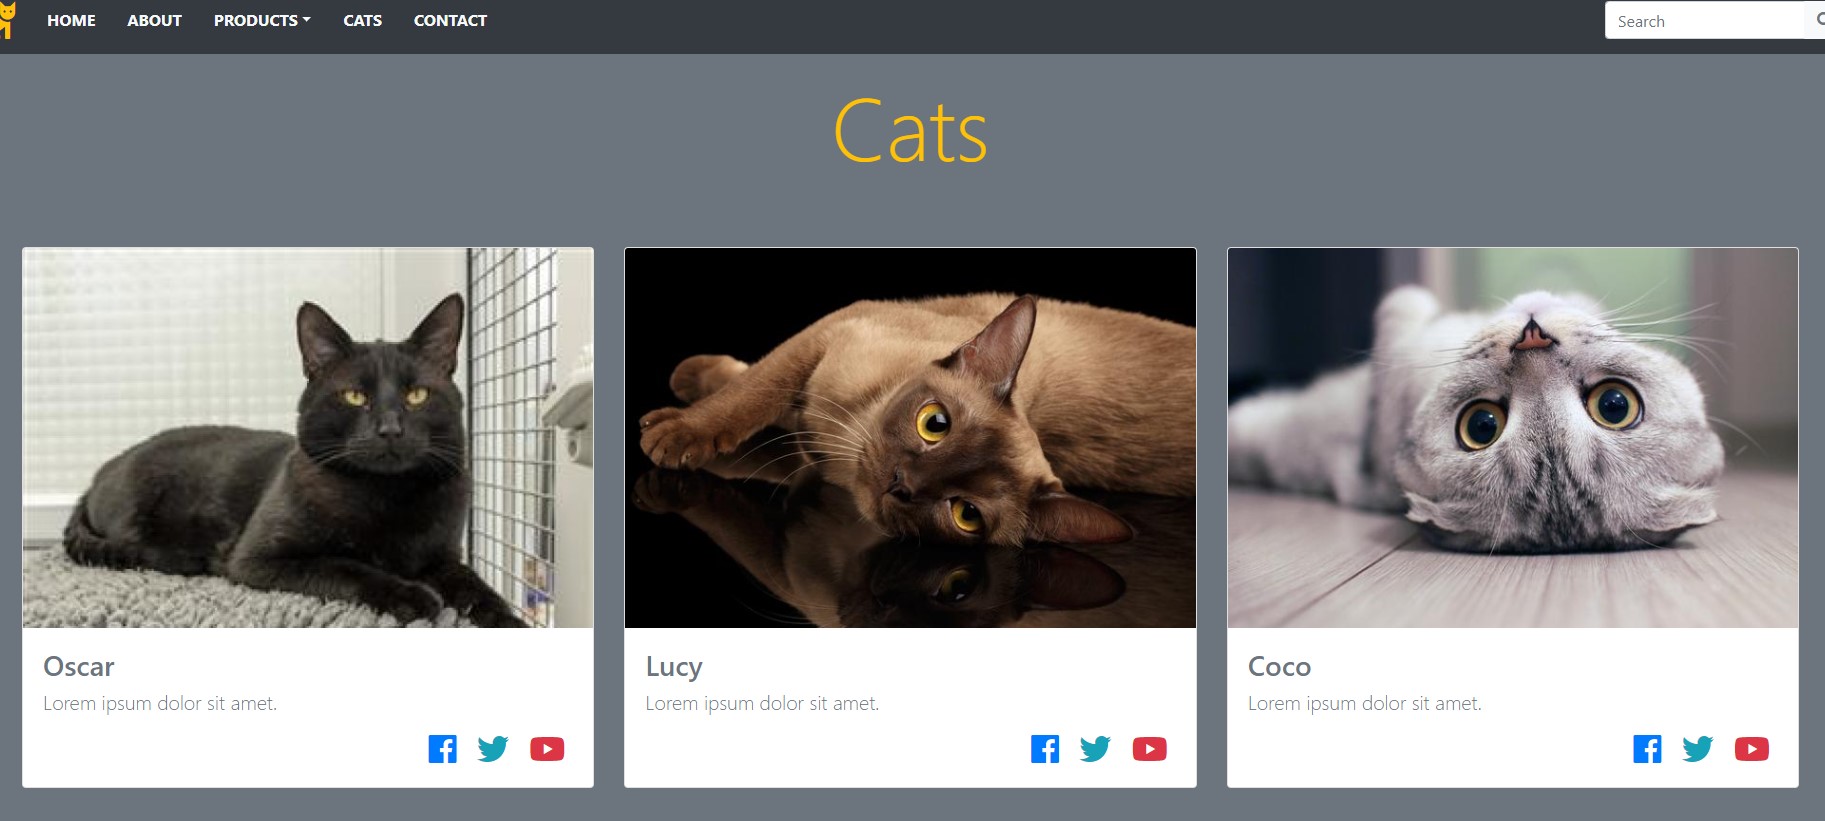 HOME ABOUT PRODUCTS CATS CONTACT Search
Cats
Oscar
Lorem ipsum dolor sit amet.
Lucy
Lorem ipsum dolor sit amet.
Coco
Lorem ipsum dolor sit amet.